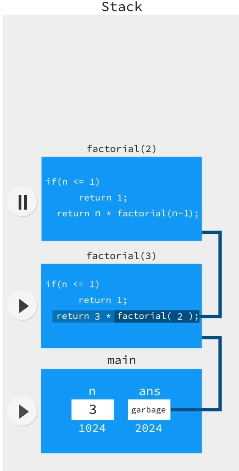 Stack
factorial(2)
if(n <= 1)
return 1;
return n * factorial(n-1);
factorial(3)
if(n <= 1)
return 1;
return 3 * factorial( 2 );
main
n ans
3 garbage
1024 2024